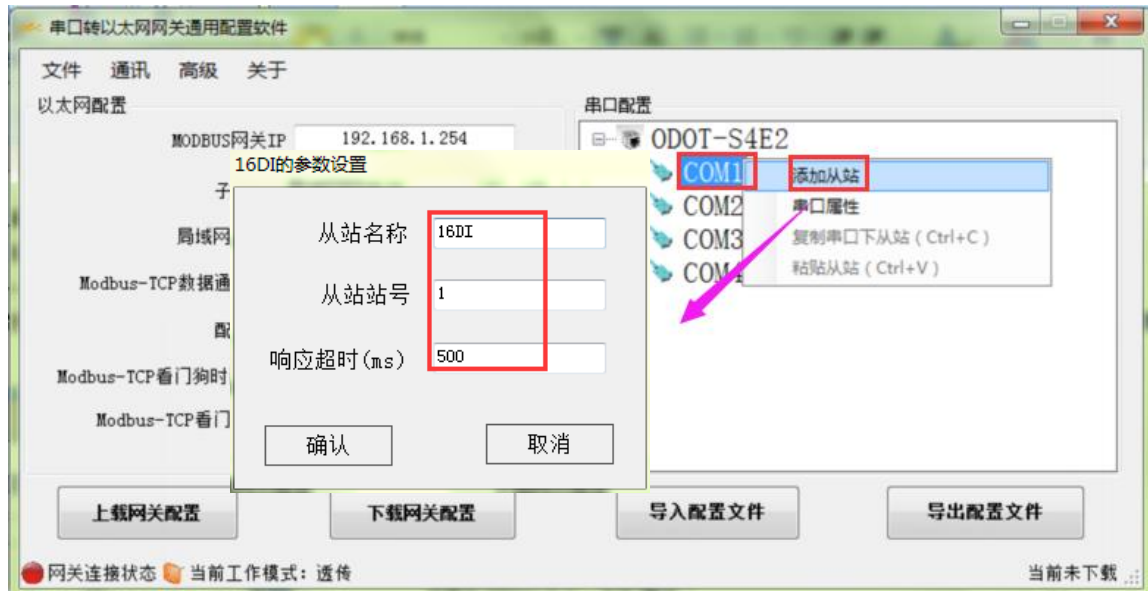 串口转以太网网关通用配置软件
文件 通讯 高级 关于
以太网配置
MODBUS网关IP 192.168.1.254
子
局域网
Modbus-TCP数据通
配
Modbus-TCP看门狗时
Modbus-TCP看门
16DI的参数设置
从站名称 16DI
从站站号 1
响应超时(ms) 500
确认 取消
串口配置
ODOT-S4E2
COM1
COM2
COM3
COM4
添加从站
串口属性
复制串口下从站(Ctrl+C)
粘贴从站(Ctrl+V)
上载网关配置 下载网关配置 导入配置文件 导出配置文件
网关连接状态 当前工作模式: 透传 当前未下载